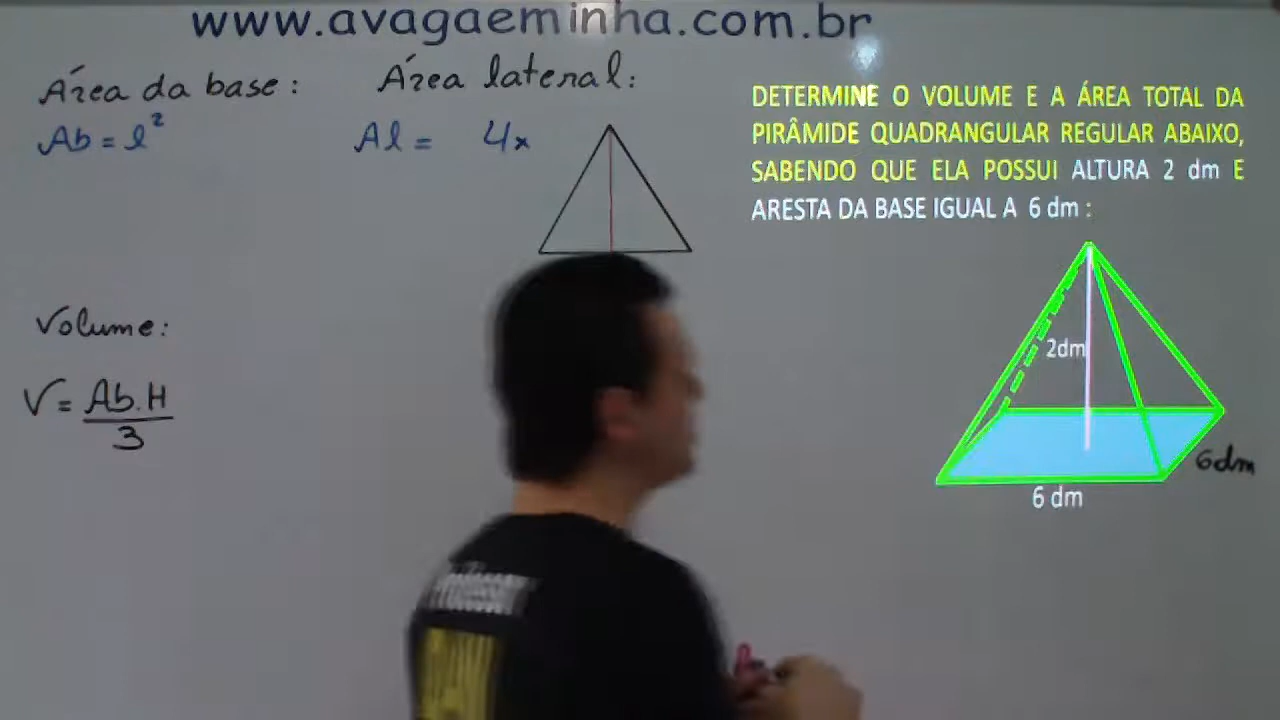 www.avagaeminha.com.br
Área da base:
Ab = l²
Área lateral:
Al = 4x
DETERMINE O VOLUME E A ÁREA TOTAL DA
PIRÂMIDE QUADRANGULAR REGULAR ABAIXO,
SABENDO QUE ELA POSSUI ALTURA 2 dm E
ARESTA DA BASE IGUAL A 6 dm :
2dm
6dm
6 dm
Volume:
V = Ab.H
3